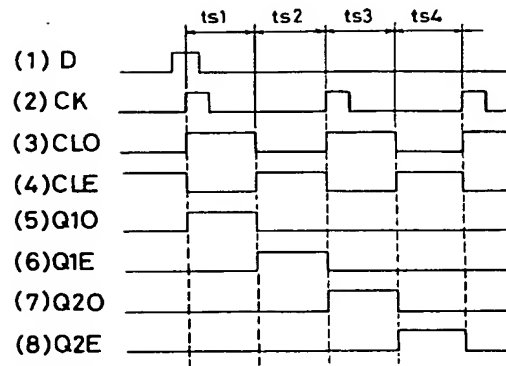 ts1 ts2 ts3 ts4
(1) D
(2) CK
(3) CLO
(4) CLE
(5) Q1O
(6) Q1E
(7) Q2O
(8) Q2E